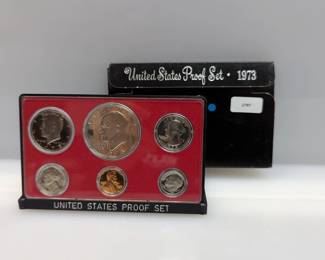 United States Proof Set · 1973
UNITED STATES PROOF SET